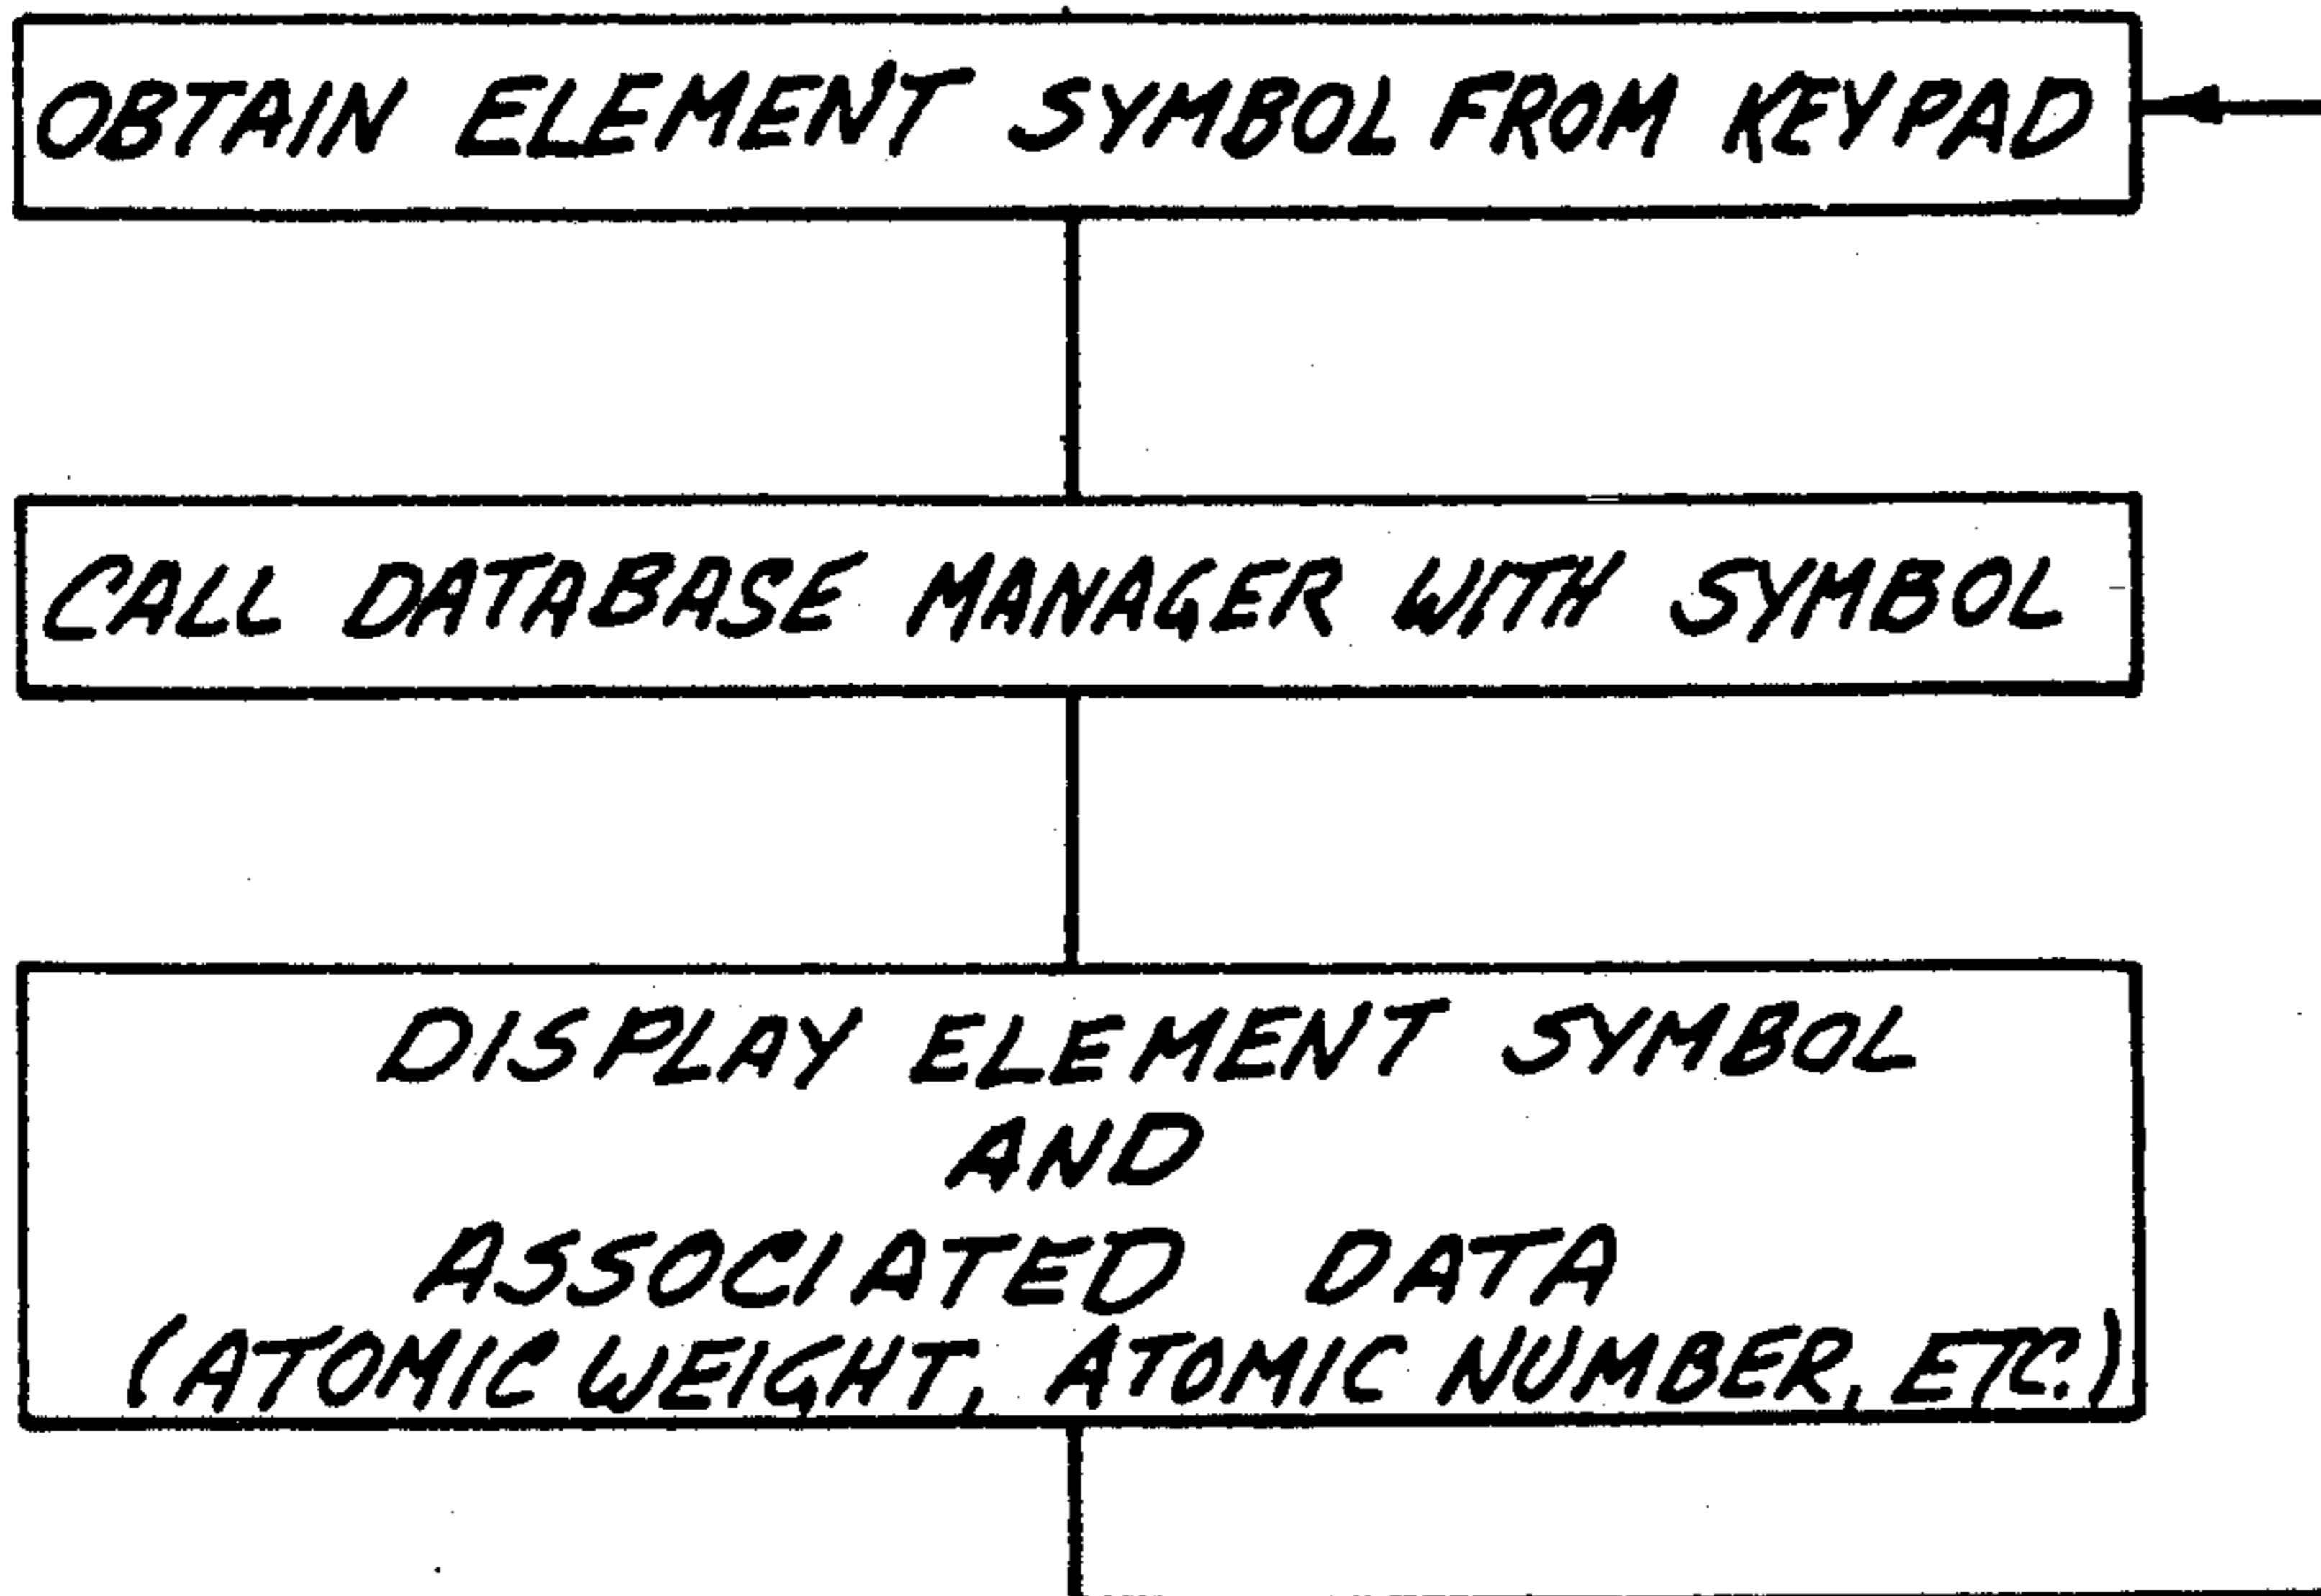 OBTAIN ELEMENT SYMBOL FROM KEYPAD
CALL DATABASE MANAGER WITH SYMBOL
DISPLAY ELEMENT SYMBOL
AND
ASSOCIATED DATA
(ATOMIC WEIGHT, ATOMIC NUMBER, ETC.)